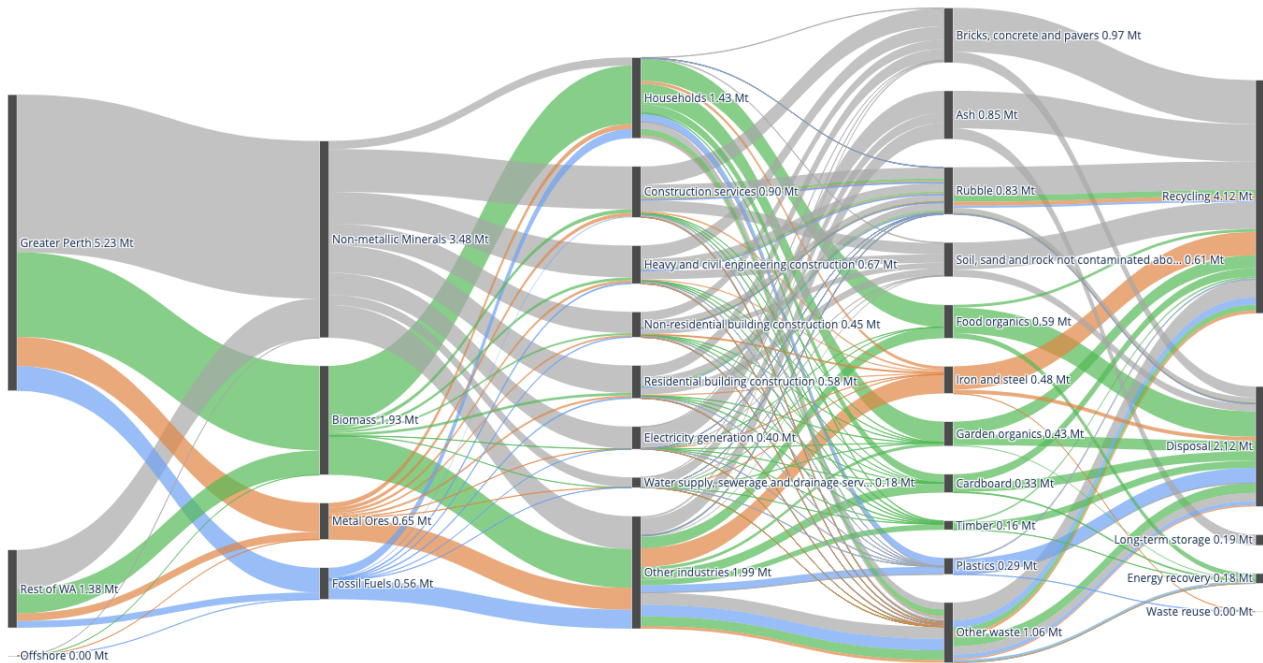 Greater Perth 5.23 Mt
Rest of WA 1.38 Mt
Offshore 0.00 Mt
Non-metallic Minerals 3.48 Mt
Biomass 1.93 Mt
Metal Ores 0.65 Mt
Fossil Fuels 0.56 Mt
Households 1.43 Mt
Construction services 0.90 Mt
Heavy and civil engineering construction 0.67 Mt
Non-residential building construction 0.45 Mt
Residential building construction 0.58 Mt
Electricity generation 0.40 Mt
Water supply, sewerage and drainage serv... 0.18 Mt
Other industries 1.99 Mt
Bricks, concrete and pavers 0.97 Mt
Ash 0.85 Mt
Rubble 0.83 Mt
Soil, sand and rock not contaminated abo... 0.61 Mt
Food organics 0.59 Mt
Iron and steel 0.48 Mt
Garden organics 0.43 Mt
Cardboard 0.33 Mt
Timber 0.16 Mt
Plastics 0.29 Mt
Other waste 1.06 Mt
Recycling 4.12 Mt
Disposal 2.12 Mt
Long-term storage 0.19 Mt
Energy recovery 0.18 Mt
Waste reuse 0.00 Mt